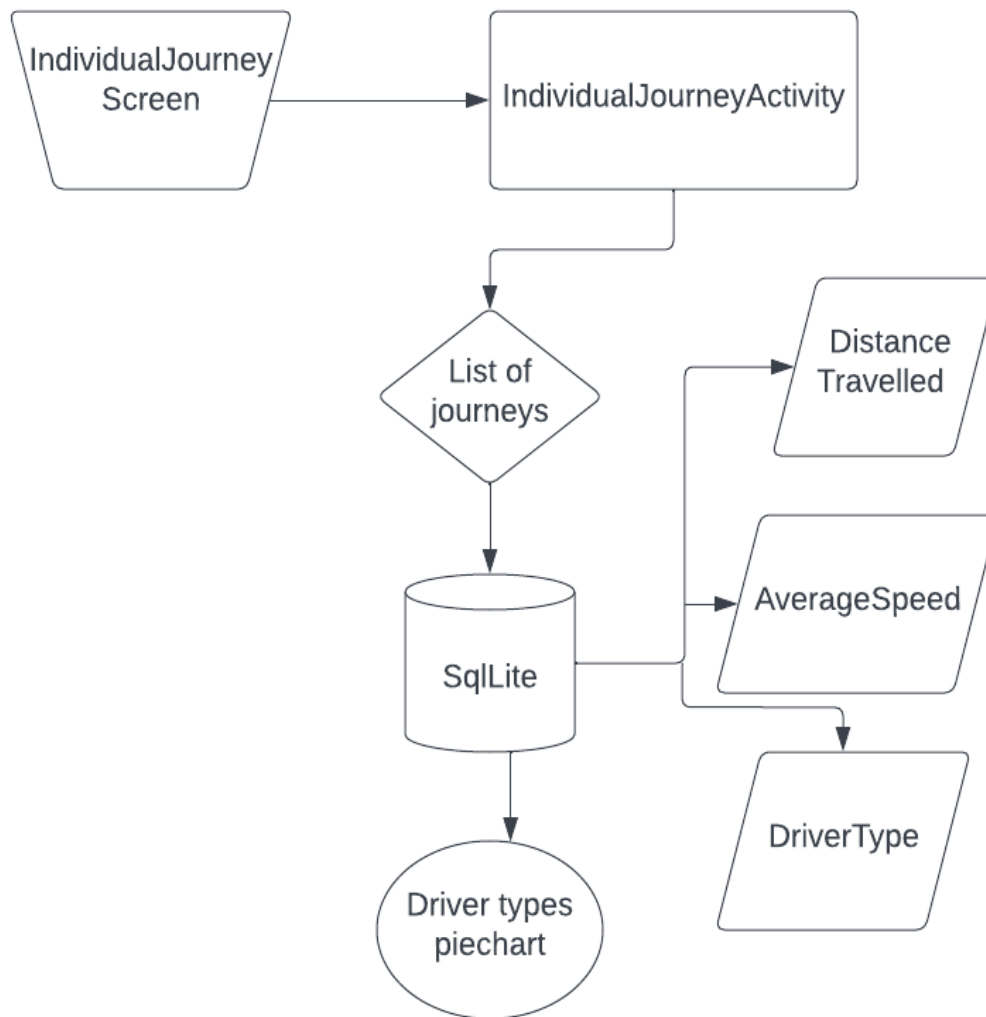 IndividualJourney
Screen
IndividualJourneyActivity
List of
journeys
Distance
Travelled
AverageSpeed
SqlLite
DriverType
Driver types
piechart